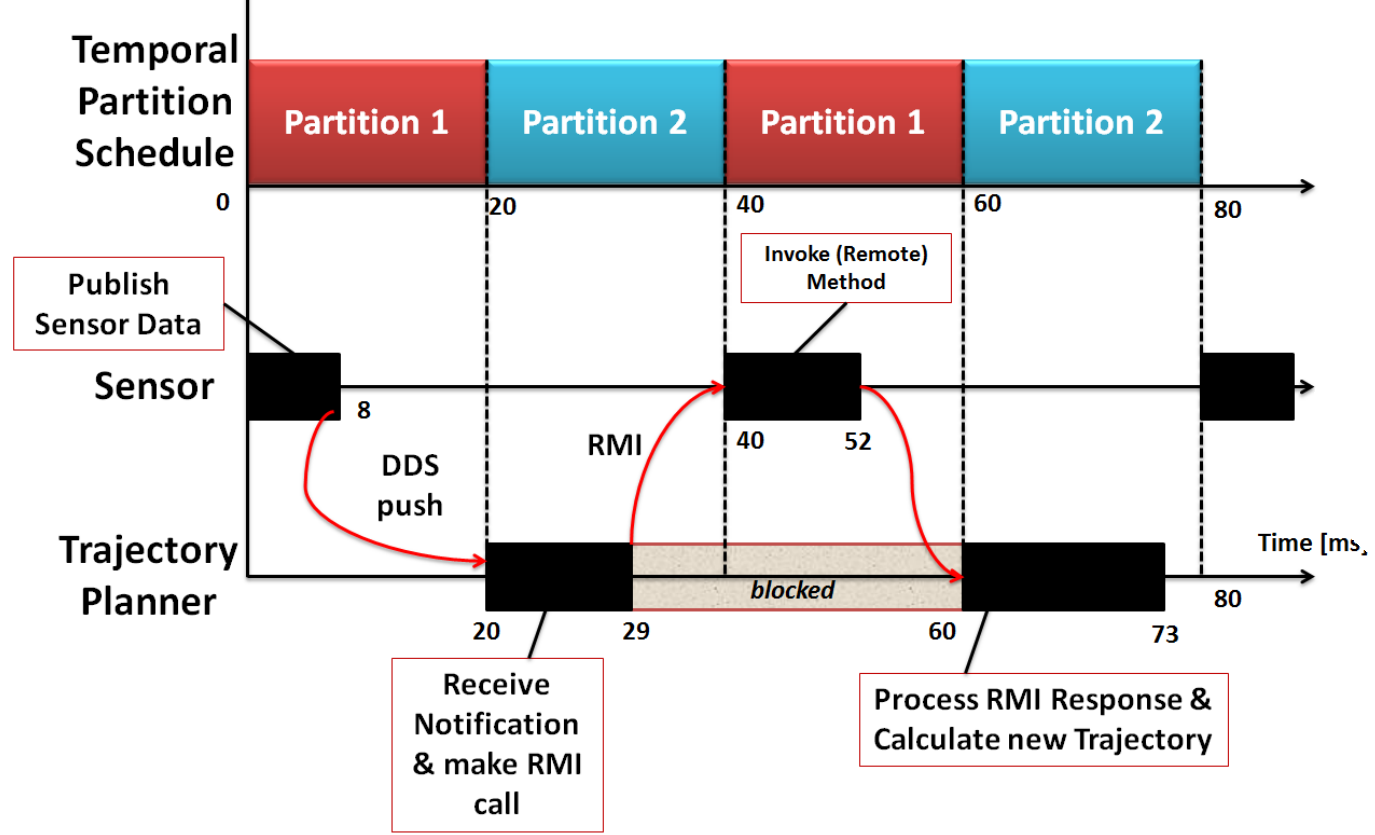 Temporal
Partition
Schedule
Partition 1
Partition 2
Partition 1
Partition 2
0
20
40
60
80
Publish
Sensor Data
Invoke (Remote)
Method
Sensor
8
40
52
DDS
push
RMI
Trajectory
Planner
blocked
Time [ms]
20
29
60
73
80
Receive
Notification
& make RMI
call
Process RMI Response &
Calculate new Trajectory